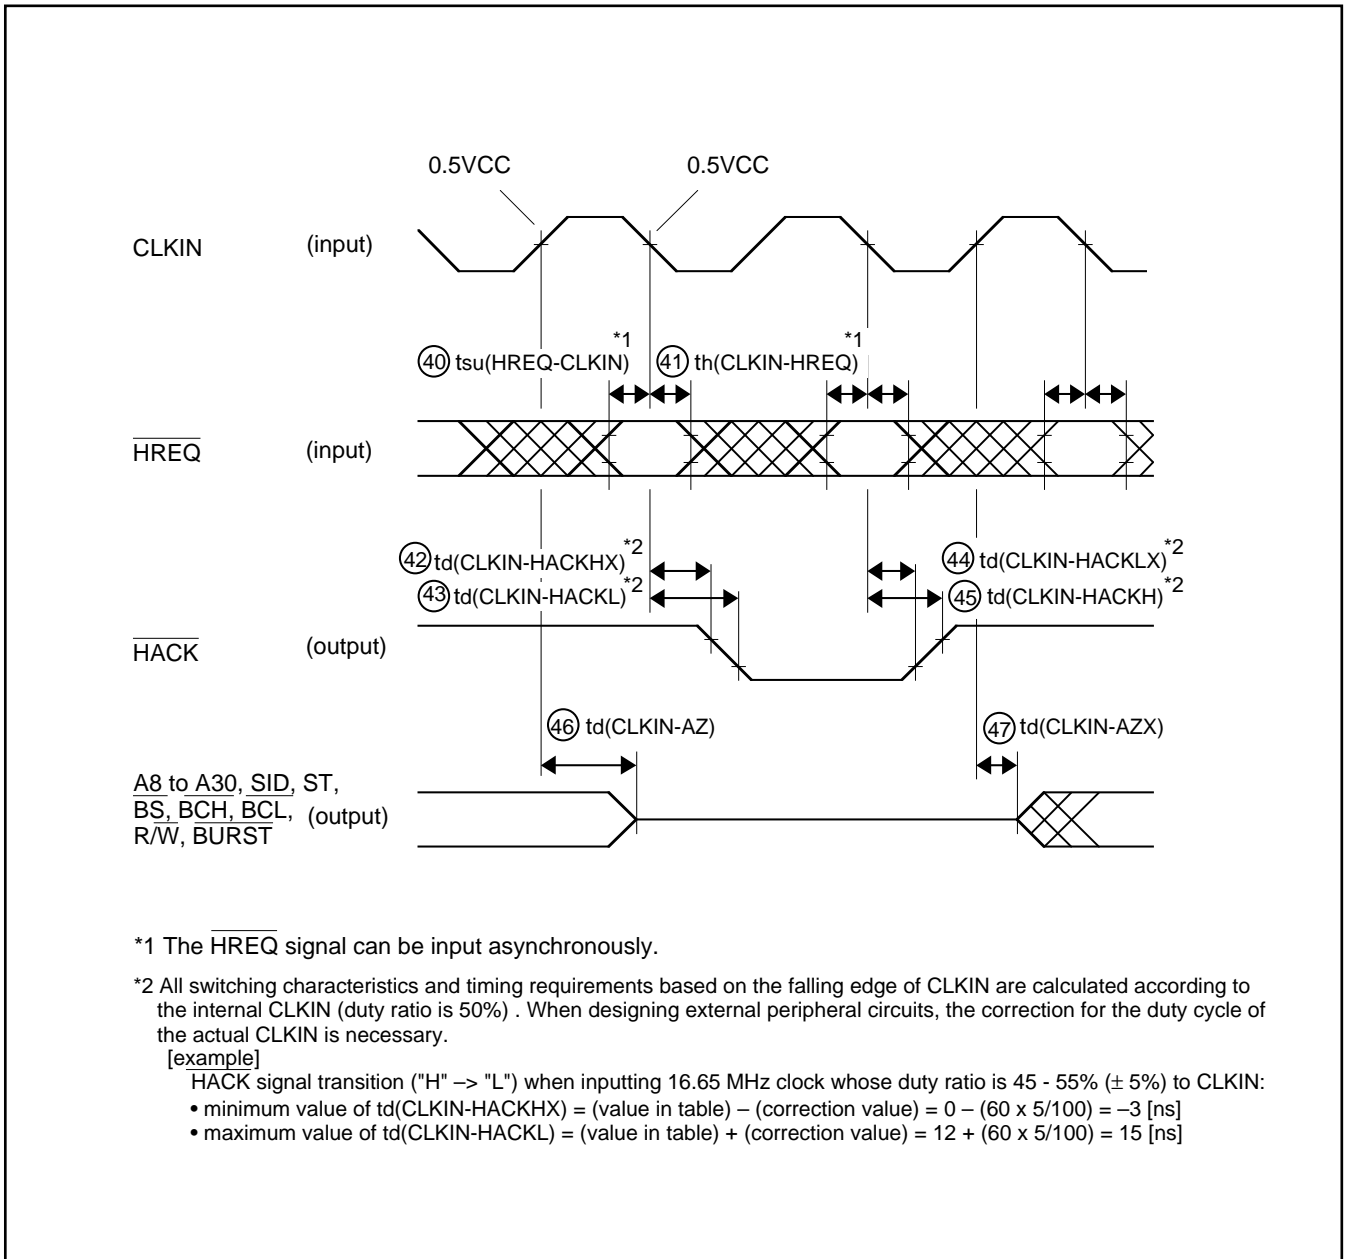 0.5VCC 0.5VCC
CLKIN (input)
*1 *1
40 tsu(HREQ-CLKIN) 41 th(CLKIN-HREQ)
HREQ (input)
42 td(CLKIN-HACKHX)*2 44 td(CLKIN-HACKLX)*2
43 td(CLKIN-HACKL)*2 45 td(CLKIN-HACKH)*2
HACK (output)
46 td(CLKIN-AZ) 47 td(CLKIN-AZX)
A8 to A30, SID, ST,
BS, BCH, BCL, (output)
R/W, BURST
*1 The HREQ signal can be input asynchronously.
*2 All switching characteristics and timing requirements based on the falling edge of CLKIN are calculated according to
the internal CLKIN (duty ratio is 50%) . When designing external peripheral circuits, the correction for the duty cycle of
the actual CLKIN is necessary.
[example]
HACK signal transition ("H" –> "L") when inputting 16.65 MHz clock whose duty ratio is 45 - 55% (± 5%) to CLKIN:
• minimum value of td(CLKIN-HACKHX) = (value in table) – (correction value) = 0 – (60 x 5/100) = –3 [ns]
• maximum value of td(CLKIN-HACKL) = (value in table) + (correction value) = 12 + (60 x 5/100) = 15 [ns]